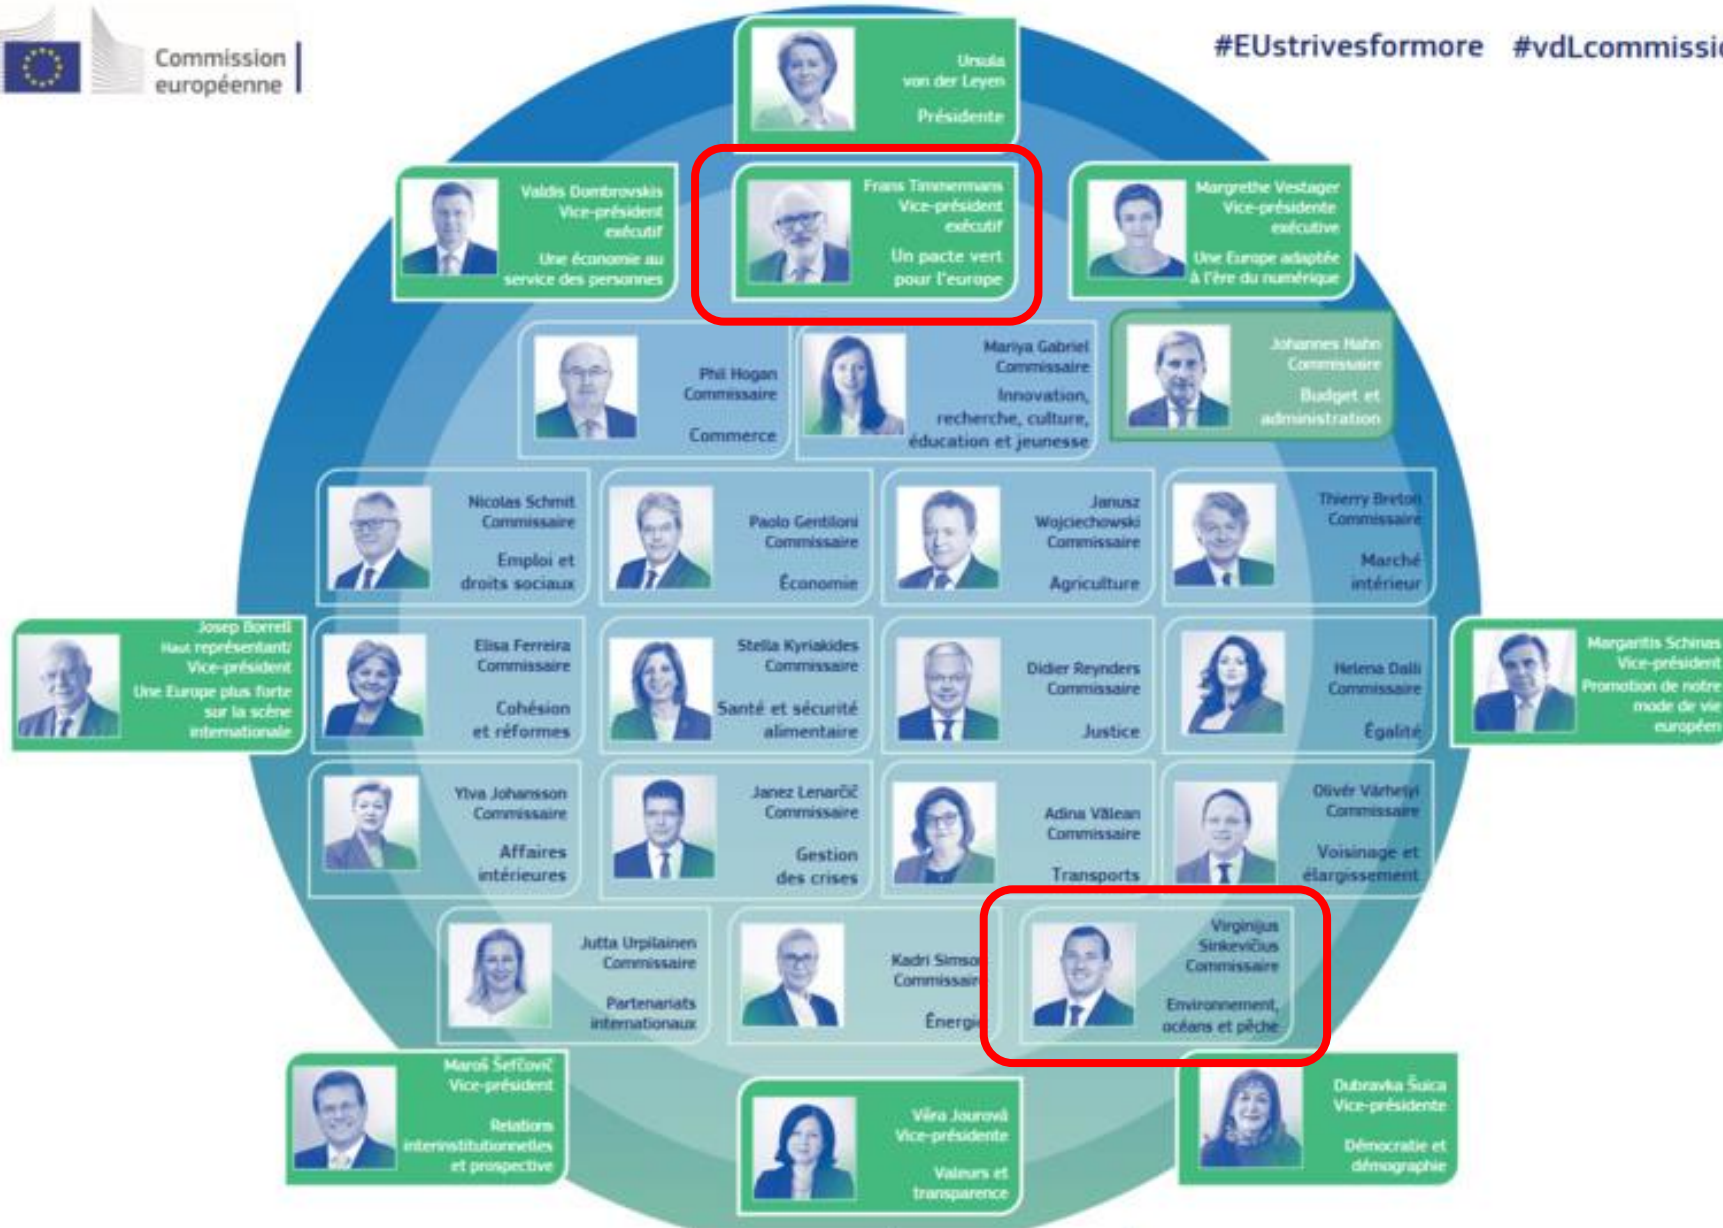 Commission
européenne
#EUstrivesformore #vdLcommissio
Ursula
von der Leyen
Présidente
Valdis Dombrovskis
Vice-président
exécutif
Une économie au
service des personnes
Frans Timmermans
Vice-président
exécutif
Un pacte vert
pour l'europe
Margrethe Vestager
Vice-présidente
exécutive
Une Europe adaptée
à l'ère du numérique
Phil Hogan
Commissaire
Commerce
Mariya Gabriel
Commissaire
Innovation,
recherche, culture,
éducation et jeunesse
Johannes Hahn
Commissaire
Budget et
administration
Nicolas Schmit
Commissaire
Emploi et
droits sociaux
Paolo Gentiloni
Commissaire
Économie
Janusz
Wojciechowski
Commissaire
Agriculture
Thierry Breton
Commissaire
Marché
intérieur
Josep Borrell
Haut représentant/
Vice-président
Une Europe plus forte
sur la scène
internationale
Elisa Ferreira
Commissaire
Cohésion
et réformes
Stella Kyriakides
Commissaire
Santé et sécurité
alimentaire
Didier Reynders
Commissaire
Justice
Helena Dalli
Commissaire
Égalité
Margaritis Schinas
Vice-président
Promotion de notre
mode de vie
européen
Ylva Johansson
Commissaire
Affaires
intérieures
Janez Lenarčič
Commissaire
Gestion
des crises
Adina Vălean
Commissaire
Transports
Olivér Várhelyi
Commissaire
Voisinage et
élargissement
Jutta Urpilainen
Commissaire
Partenariats
internationaux
Kadri Simson
Commissaire
Énergie
Virginijus
Sinkevičius
Commissaire
Environnement,
océans et pêche
Maroš Šefčovič
Vice-président
Relations
interinstitutionnelles
et prospective
Věra Jourová
Vice-présidente
Valeurs et
transparence
Dubravka Šuica
Vice-présidente
Démocratie et
démographie